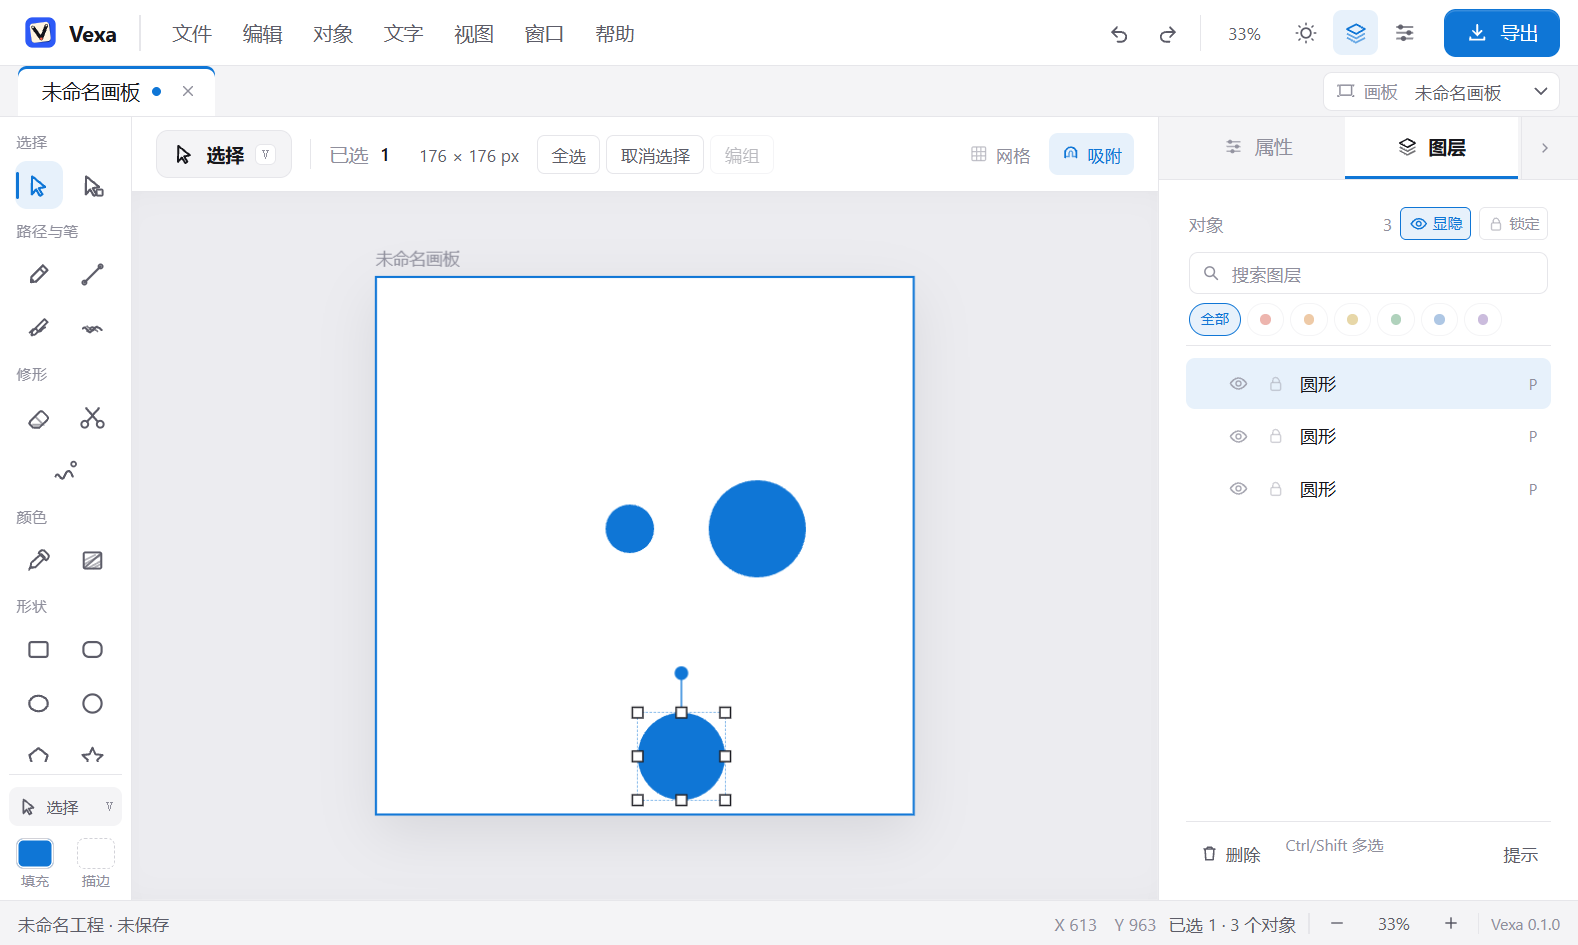 Vexa 文件 编辑 对象 文字 视图 窗口 帮助 33% 导出
未命名画板 画板 未命名画板
选择 选择 V 已选 1 176 × 176 px 全选 取消选择 编组 网格 吸附 属性 图层
路径与笔
修形
颜色
形状
选择 V
填充 描边
未命名画板
对象 3 显隐 锁定
搜索图层
全部
圆形 P
圆形 P
圆形 P
删除 Ctrl/Shift 多选 提示
未命名工程 · 未保存 X 613 Y 963 已选 1 · 3 个对象 33% Vexa 0.1.0